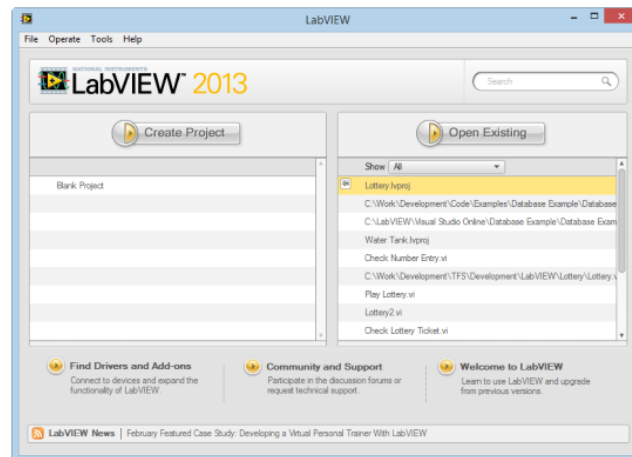 LabVIEW
File Operate Tools Help
NATIONAL INSTRUMENTS
LabVIEW™ 2013
Search
Create Project
Open Existing
Show All
Blank Project
Lottery.lvproj
C:\Work\Development\Code\Examples\Database Example\Database
C:\LabVIEW\Visual Studio Online\Database Example\Database Exam
Water Tank.lvproj
Check Number Entry.vi
C:\Work\Development\TFS\Development\LabVIEW\Lottery\Lottery.v
Play Lottery.vi
Lottery2.vi
Check Lottery Ticket.vi
Find Drivers and Add-ons
Connect to devices and expand the
functionality of LabVIEW.
Community and Support
Participate in the discussion forums or
request technical support.
Welcome to LabVIEW
Learn to use LabVIEW and upgrade
from previous versions.
LabVIEW News | February Featured Case Study: Developing a Virtual Personal Trainer With LabVIEW